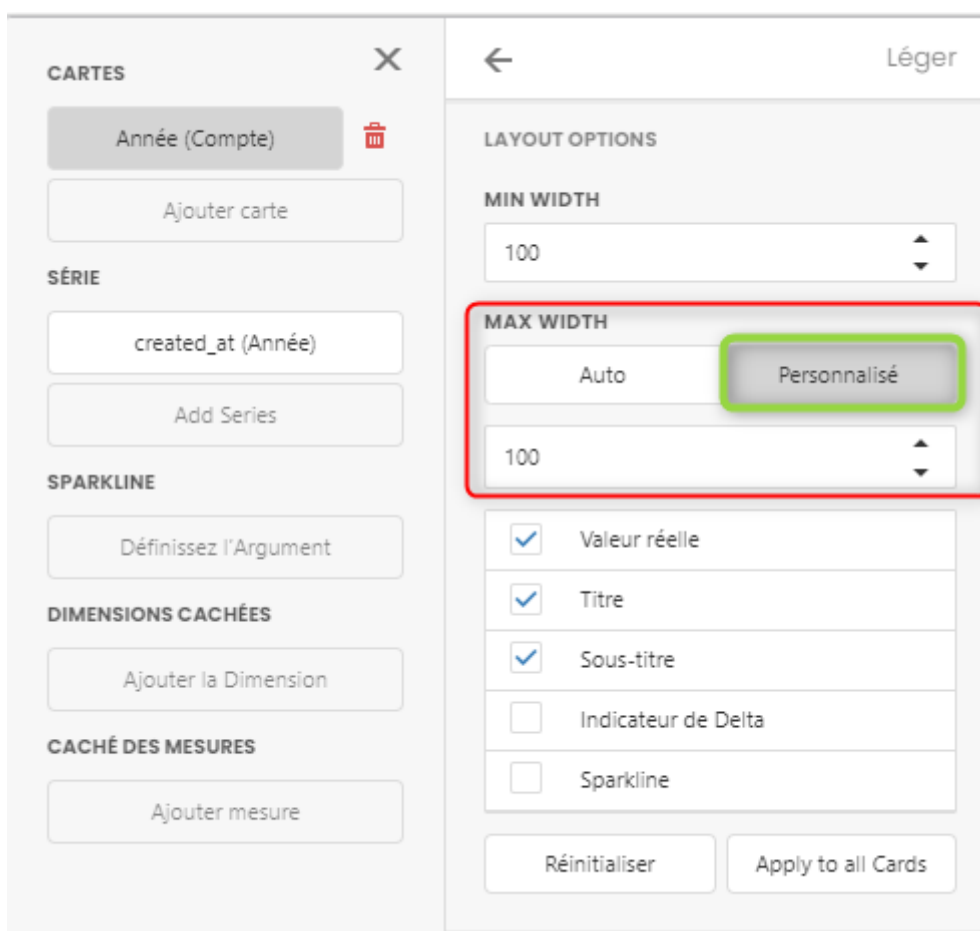 CARTES
Année (Compte)
Ajouter carte
SÉRIE
created_at (Année)
Add Series
SPARKLINE
Définissez l'Argument
DIMENSIONS CACHÉES
Ajouter la Dimension
CACHÉ DES MESURES
Ajouter mesure
Léger
LAYOUT OPTIONS
MIN WIDTH
100
MAX WIDTH
Auto Personnalisé
100
Valeur réelle
Titre
Sous-titre
Indicateur de Delta
Sparkline
Réinitialiser Apply to all Cards